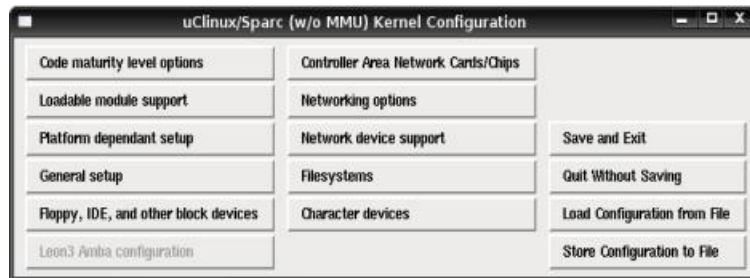 uClinux/Sparc (w/o MMU) Kernel Configuration
Code maturity level options
Loadable module support
Platform dependant setup
General setup
Floppy, IDE, and other block devices
Leon3 Amba configuration
Controller Area Network Cards/Chips
Networking options
Network device support
Filesystems
Character devices
Save and Exit
Quit Without Saving
Load Configuration from File
Store Configuration to File